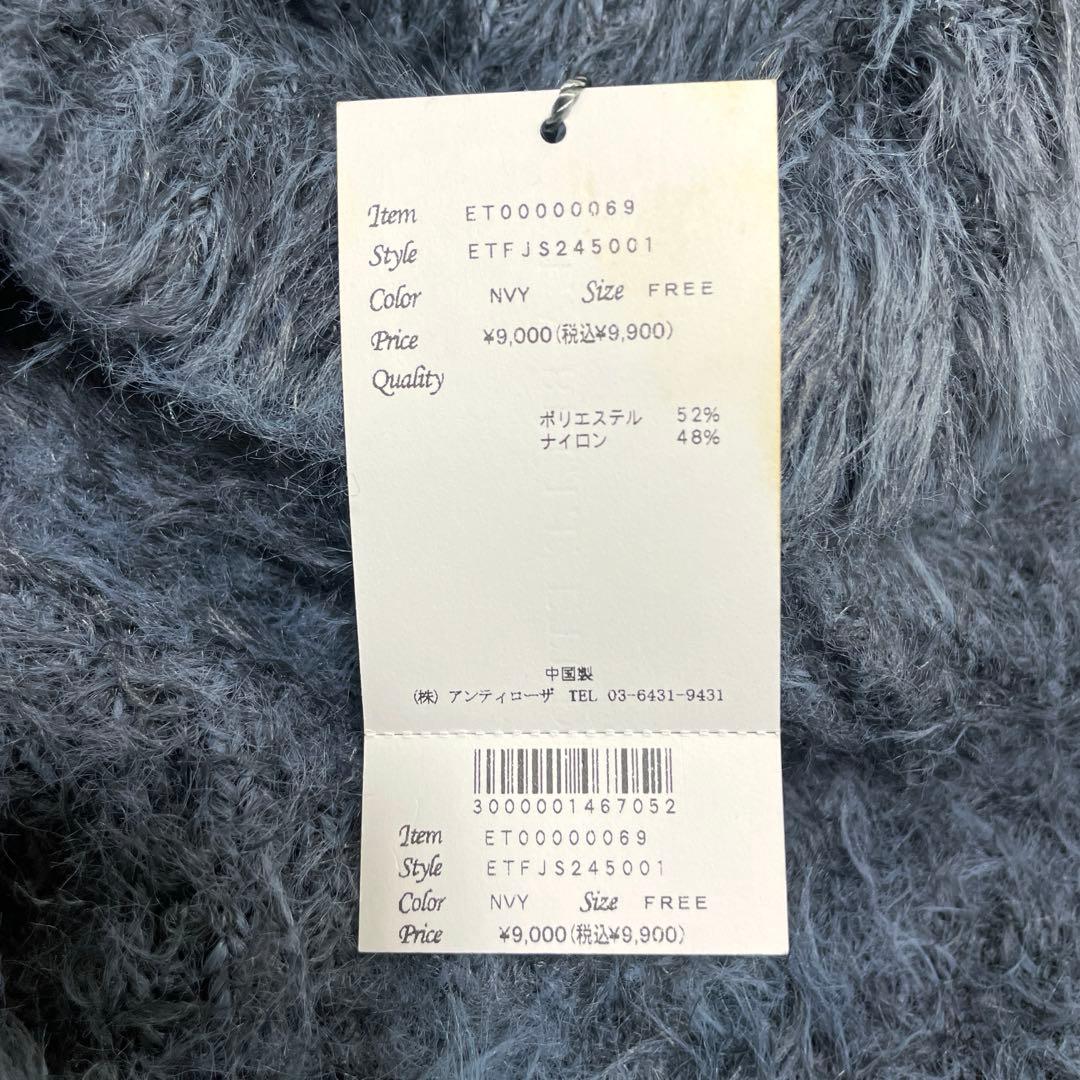 Item ET00000069
Style ETFJS245001
Color NVY Size FREE
Price ¥9,000(税込¥9,900)
Quality
ポリエステル 52%
ナイロン 48%
中国製
(株) アンティローザ TEL 03-6431-9431
3000001467052
Item ET00000069
Style ETFJS245001
Color NVY Size FREE
Price ¥9,000(税込¥9,900)